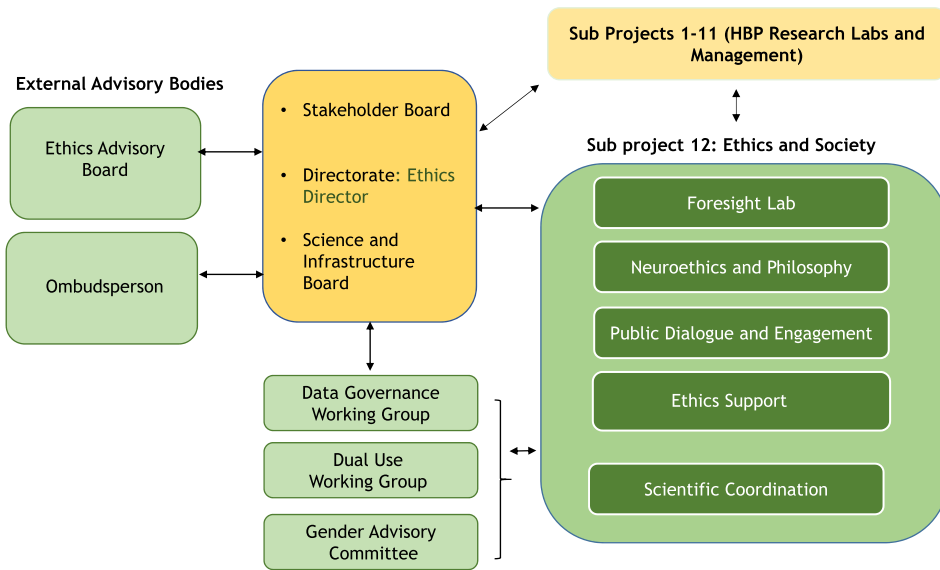 Sub Projects 1-11 (HBP Research Labs and
Management)
External Advisory Bodies
Ethics Advisory
Board
Ombudsperson
• Stakeholder Board
• Directorate: Ethics
Director
• Science and
Infrastructure
Board
Data Governance
Working Group
Dual Use
Working Group
Gender Advisory
Committee
Sub project 12: Ethics and Society
Foresight Lab
Neuroethics and Philosophy
Public Dialogue and Engagement
Ethics Support
Scientific Coordination